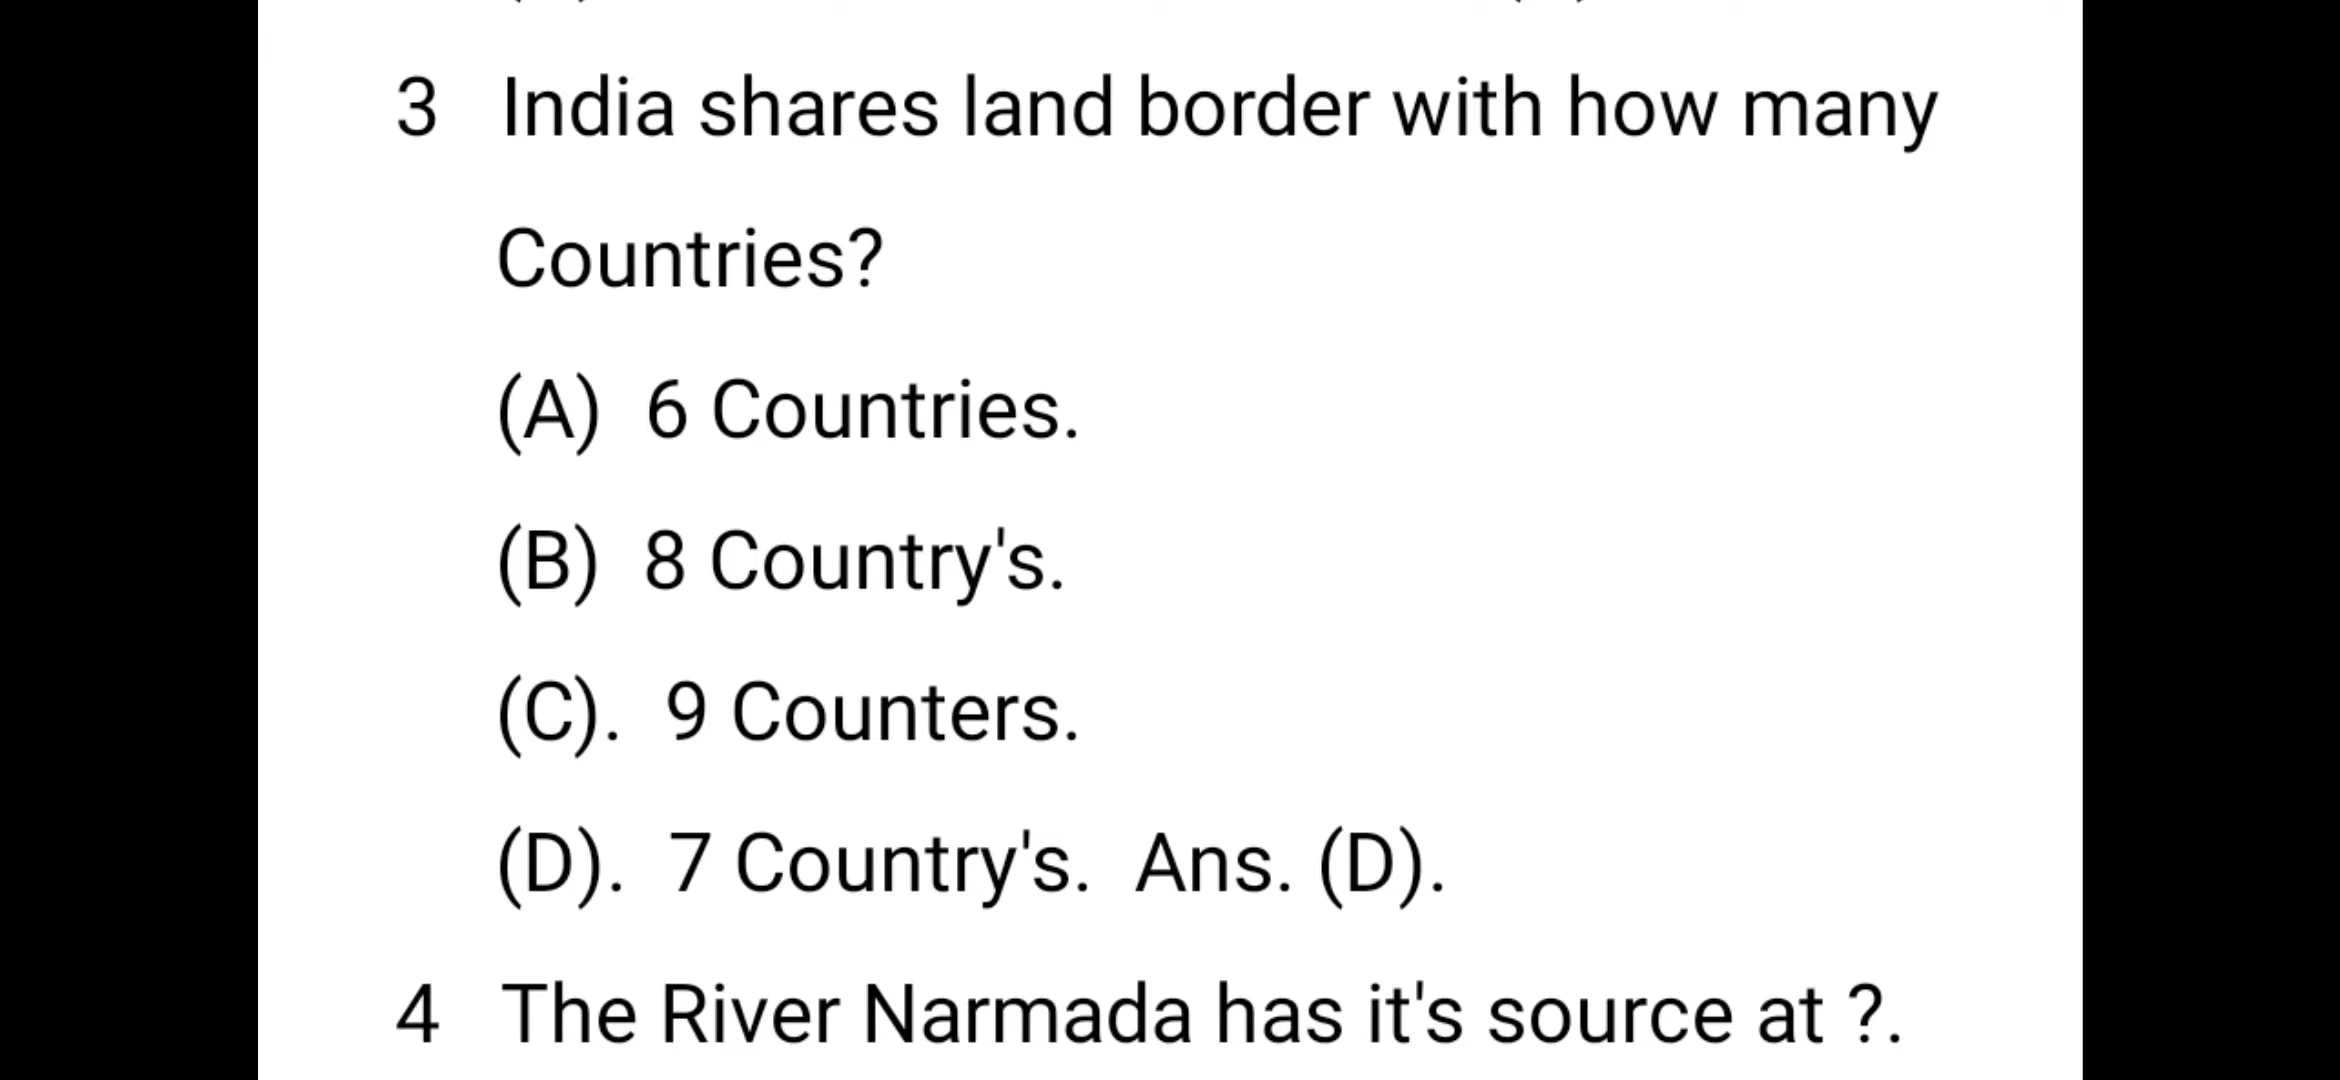 3 India shares land border with how many
Countries?
(A) 6 Countries.
(B) 8 Country's.
(C). 9 Counters.
(D). 7 Country's. Ans. (D).
4 The River Narmada has it's source at ?.